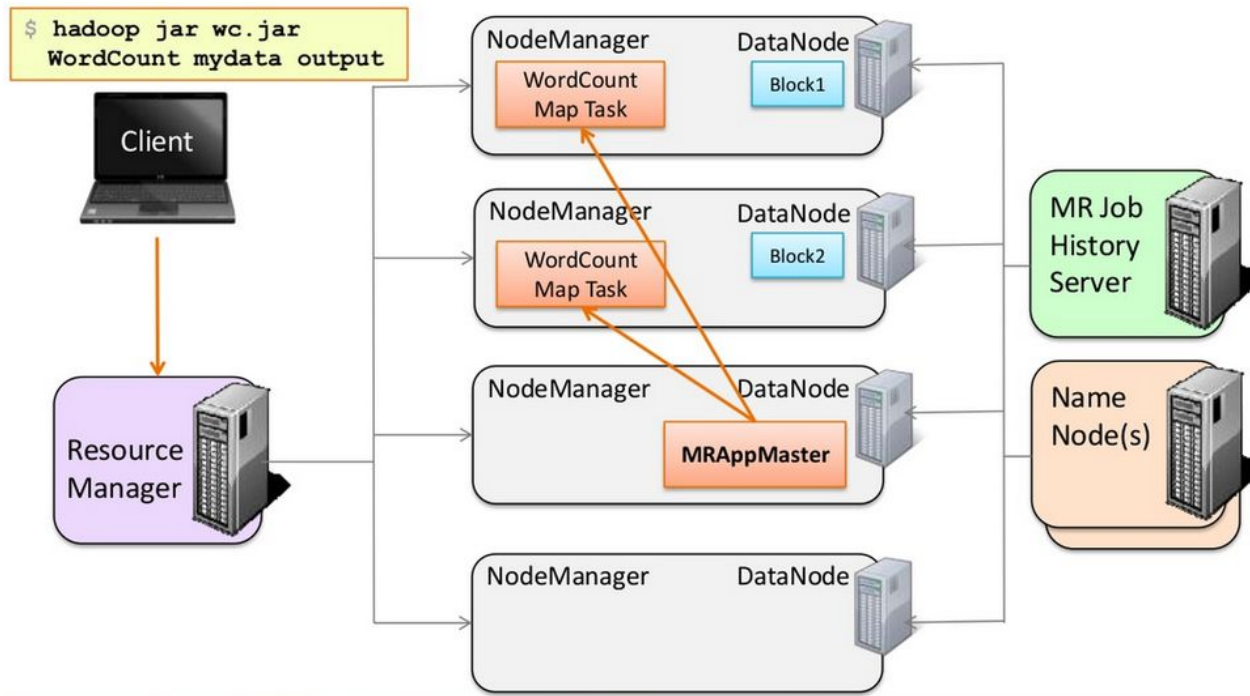 $ hadoop jar wc.jar
WordCount mydata output
Client
Resource
Manager
NodeManager
DataNode
WordCount
Map Task
Block1
NodeManager
DataNode
WordCount
Map Task
Block2
NodeManager
DataNode
MRAppMaster
NodeManager
DataNode
MR Job
History
Server
Name
Node(s)